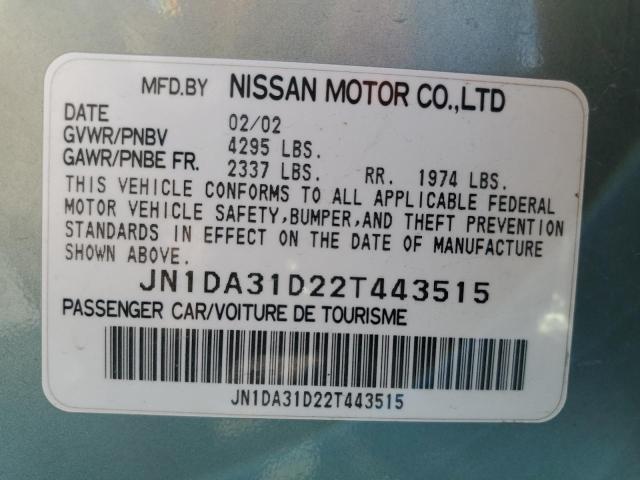 MFD.BY NISSAN MOTOR CO.,LTD
DATE 02/02
GVWR/PNBV 4295 LBS.
GAWR/PNBE FR. 2337 LBS. RR. 1974 LBS.
THIS VEHICLE CONFORMS TO ALL APPLICABLE FEDERAL
MOTOR VEHICLE SAFETY,BUMPER,AND THEFT PREVENTION
STANDARDS IN EFFECT ON THE DATE OF MANUFACTURE
SHOWN ABOVE.
JN1DA31D22T443515
PASSENGER CAR/VOITURE DE TOURISME
JN1DA31D22T443515